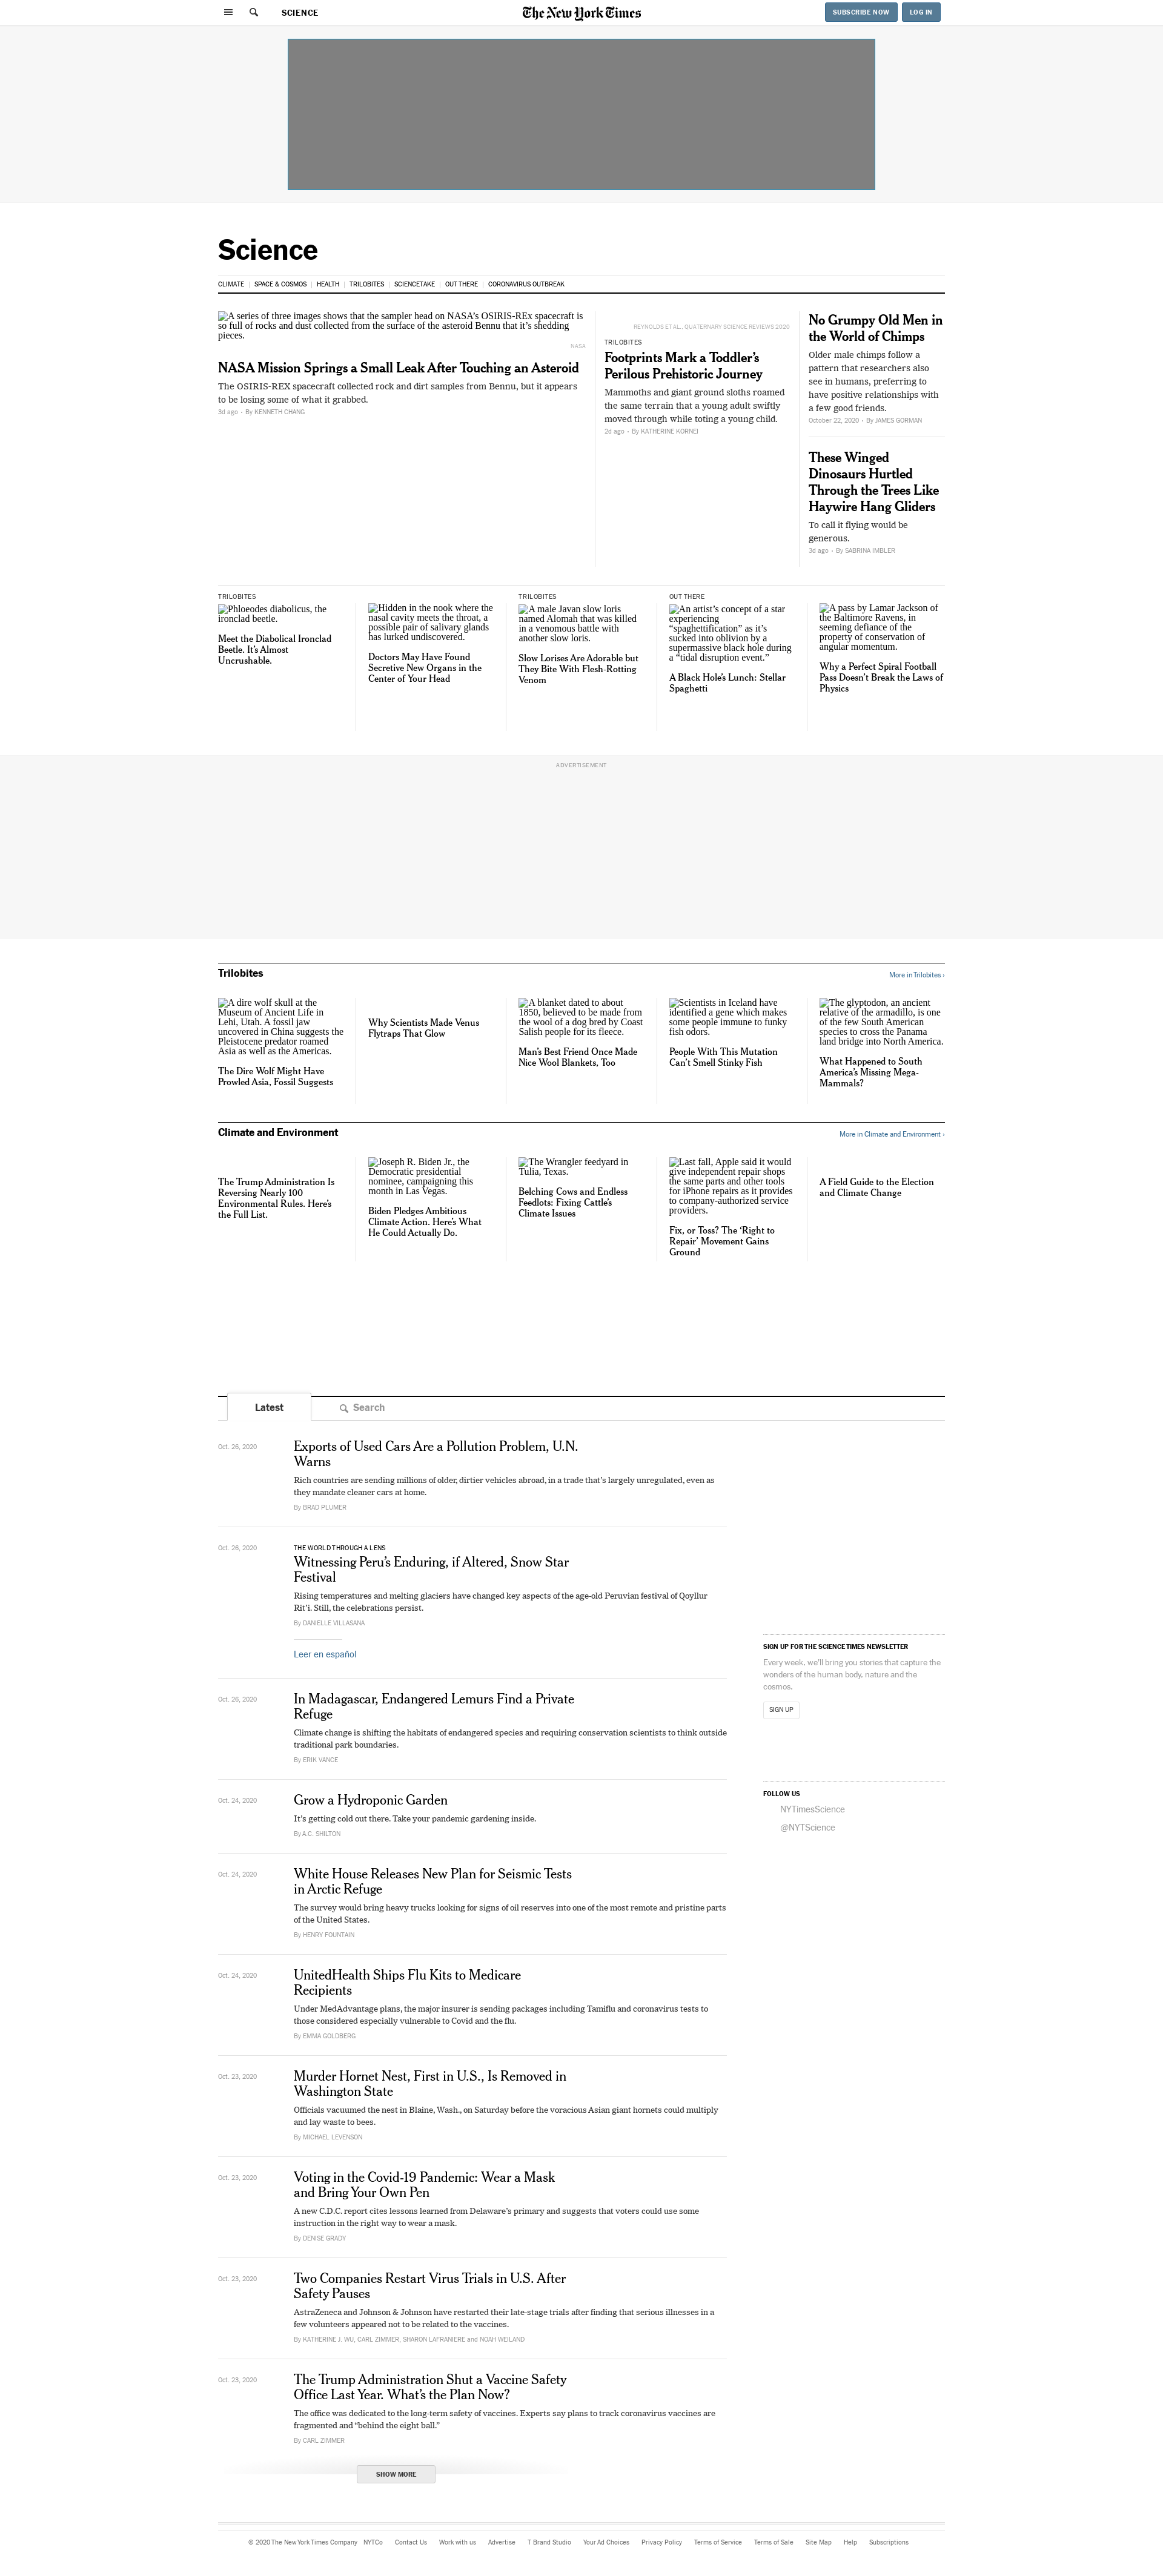 SCIENCE
The New York Times
SUBSCRIBE NOW
LOG IN
Science
CLIMATE
SPACE & COSMOS
HEALTH
TRILOBITES
SCIENCETAKE
OUT THERE
CORONAVIRUS OUTBREAK
A series of three images shows that the sampler head on NASA's OSIRIS-REx spacecraft is
so full of rocks and dust collected from the surface of the asteroid Bennu that it's shedding
pieces.
NASA
NASA Mission Springs a Small Leak After Touching an Asteroid
The OSIRIS-REX spacecraft collected rock and dirt samples from Bennu, but it appears
to be losing some of what it grabbed.
3d ago • By KENNETH CHANG
REYNOLDS ET AL., QUATERNARY SCIENCE REVIEWS 2020
TRILOBITES
Footprints Mark a Toddler's
Perilous Prehistoric Journey
Mammoths and giant ground sloths roamed
the same terrain that a young adult swiftly
moved through while toting a young child.
2d ago • By KATHERINE KORNEI
No Grumpy Old Men in
the World of Chimps
Older male chimps follow a
pattern that researchers also
see in humans, preferring to
have positive relationships with
a few good friends.
October 22, 2020 • By JAMES GORMAN
These Winged
Dinosaurs Hurtled
Through the Trees Like
Haywire Hang Gliders
To call it flying would be
generous.
3d ago • By SABRINA IMBLER
TRILOBITES
Phloeodes diabolicus, the
ironclad beetle.
Meet the Diabolical Ironclad
Beetle. It's Almost
Uncrushable.
Hidden in the nook where the
nasal cavity meets the throat, a
possible pair of salivary glands
has lurked undiscovered.
Doctors May Have Found
Secretive New Organs in the
Center of Your Head
TRILOBITES
A male Javan slow loris
named Alomah that was killed
in a venomous battle with
another slow loris.
Slow Lorises Are Adorable but
They Bite With Flesh-Rotting
Venom
OUT THERE
An artist's concept of a star
experiencing
"spaghettification" as it's
sucked into oblivion by a
supermassive black hole during
a "tidal disruption event."
A Black Hole's Lunch: Stellar
Spaghetti
A pass by Lamar Jackson of
the Baltimore Ravens, in
seeming defiance of the
property of conservation of
angular momentum.
Why a Perfect Spiral Football
Pass Doesn't Break the Laws of
Physics
ADVERTISEMENT
Trilobites
More in Trilobites ›
A dire wolf skull at the
Museum of Ancient Life in
Lehi, Utah. A fossil jaw
uncovered in China suggests the
Pleistocene predator roamed
Asia as well as the Americas.
The Dire Wolf Might Have
Prowled Asia, Fossil Suggests
Why Scientists Made Venus
Flytraps That Glow
A blanket dated to about
1850, believed to be made from
the wool of a dog bred by Coast
Salish people for its fleece.
Man's Best Friend Once Made
Nice Wool Blankets, Too
Scientists in Iceland have
identified a gene which makes
some people immune to funky
fish odors.
People With This Mutation
Can't Smell Stinky Fish
The glyptodon, an ancient
relative of the armadillo, is one
of the few South American
species to cross the Panama
land bridge into North America.
What Happened to South
America's Missing Mega-
Mammals?
Climate and Environment
More in Climate and Environment ›
The Trump Administration Is
Reversing Nearly 100
Environmental Rules. Here's
the Full List.
Joseph R. Biden Jr., the
Democratic presidential
nominee, campaigning this
month in Las Vegas.
Biden Pledges Ambitious
Climate Action. Here's What
He Could Actually Do.
The Wrangler feedyard in
Tulia, Texas.
Belching Cows and Endless
Feedlots: Fixing Cattle's
Climate Issues
Last fall, Apple said it would
give independent repair shops
the same parts and other tools
for iPhone repairs as it provides
to company-authorized service
providers.
Fix, or Toss? The 'Right to
Repair' Movement Gains
Ground
A Field Guide to the Election
and Climate Change
Latest
Search
Oct. 26, 2020
Exports of Used Cars Are a Pollution Problem, U.N.
Warns
Rich countries are sending millions of older, dirtier vehicles abroad, in a trade that's largely unregulated, even as
they mandate cleaner cars at home.
By BRAD PLUMER
Oct. 26, 2020
THE WORLD THROUGH A LENS
Witnessing Peru's Enduring, if Altered, Snow Star
Festival
Rising temperatures and melting glaciers have changed key aspects of the age-old Peruvian festival of Qoyllur
Rit'i. Still, the celebrations persist.
By DANIELLE VILLASANA
Leer en español
Oct. 26, 2020
In Madagascar, Endangered Lemurs Find a Private
Refuge
Climate change is shifting the habitats of endangered species and requiring conservation scientists to think outside
traditional park boundaries.
By ERIK VANCE
Oct. 24, 2020
Grow a Hydroponic Garden
It's getting cold out there. Take your pandemic gardening inside.
By A.C. SHILTON
Oct. 24, 2020
White House Releases New Plan for Seismic Tests
in Arctic Refuge
The survey would bring heavy trucks looking for signs of oil reserves into one of the most remote and pristine parts
of the United States.
By HENRY FOUNTAIN
Oct. 24, 2020
UnitedHealth Ships Flu Kits to Medicare
Recipients
Under MedAdvantage plans, the major insurer is sending packages including Tamiflu and coronavirus tests to
those considered especially vulnerable to Covid and the flu.
By EMMA GOLDBERG
Oct. 23, 2020
Murder Hornet Nest, First in U.S., Is Removed in
Washington State
Officials vacuumed the nest in Blaine, Wash., on Saturday before the voracious Asian giant hornets could multiply
and lay waste to bees.
By MICHAEL LEVENSON
Oct. 23, 2020
Voting in the Covid-19 Pandemic: Wear a Mask
and Bring Your Own Pen
A new C.D.C. report cites lessons learned from Delaware's primary and suggests that voters could use some
instruction in the right way to wear a mask.
By DENISE GRADY
Oct. 23, 2020
Two Companies Restart Virus Trials in U.S. After
Safety Pauses
AstraZeneca and Johnson & Johnson have restarted their late-stage trials after finding that serious illnesses in a
few volunteers appeared not to be related to the vaccines.
By KATHERINE J. WU, CARL ZIMMER, SHARON LAFRANIERE and NOAH WEILAND
Oct. 23, 2020
The Trump Administration Shut a Vaccine Safety
Office Last Year. What's the Plan Now?
The office was dedicated to the long-term safety of vaccines. Experts say plans to track coronavirus vaccines are
fragmented and "behind the eight ball."
By CARL ZIMMER
SHOW MORE
SIGN UP FOR THE SCIENCE TIMES NEWSLETTER
Every week, we'll bring you stories that capture the
wonders of the human body, nature and the
cosmos.
SIGN UP
FOLLOW US
NYTimesScience
@NYTScience
© 2020 The New York Times Company
NYTCo
Contact Us
Work with us
Advertise
T Brand Studio
Your Ad Choices
Privacy Policy
Terms of Service
Terms of Sale
Site Map
Help
Subscriptions